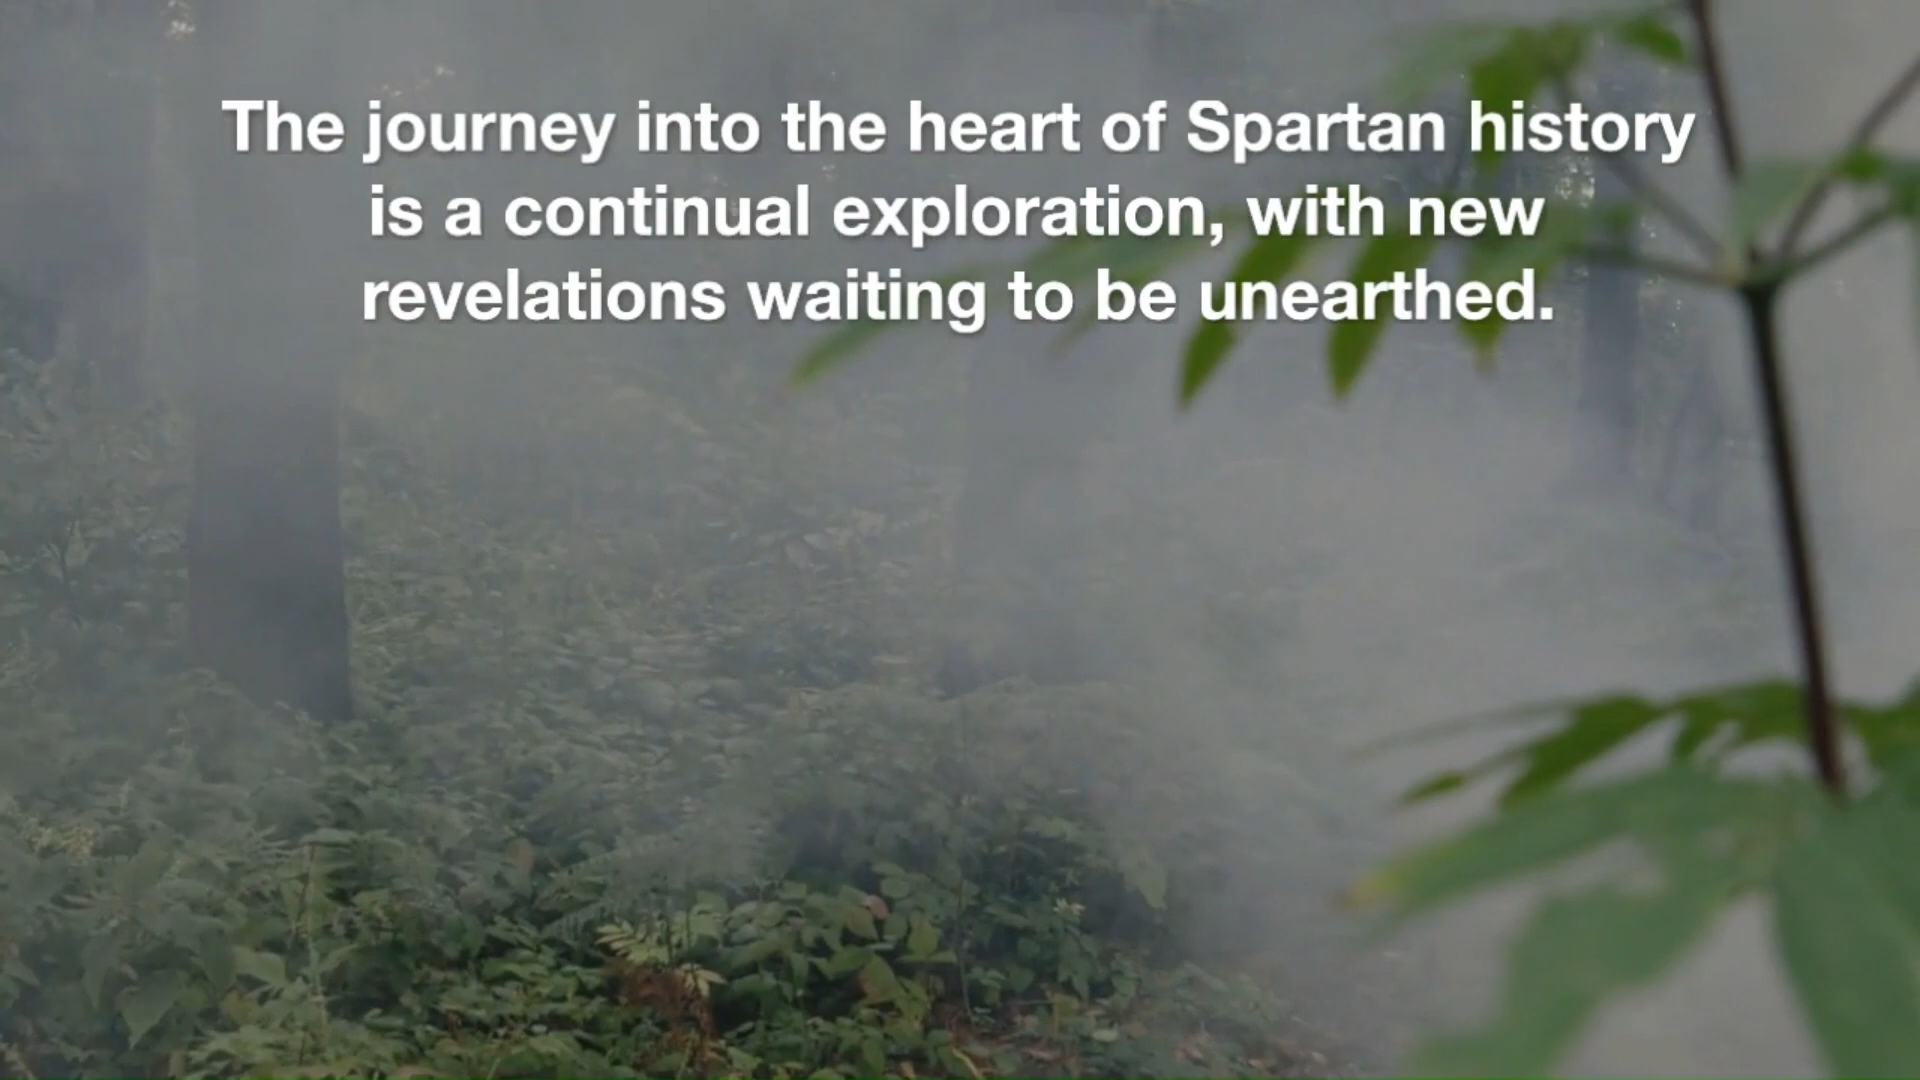 The journey into the heart of Spartan history
is a continual exploration, with new
revelations waiting to be unearthed.